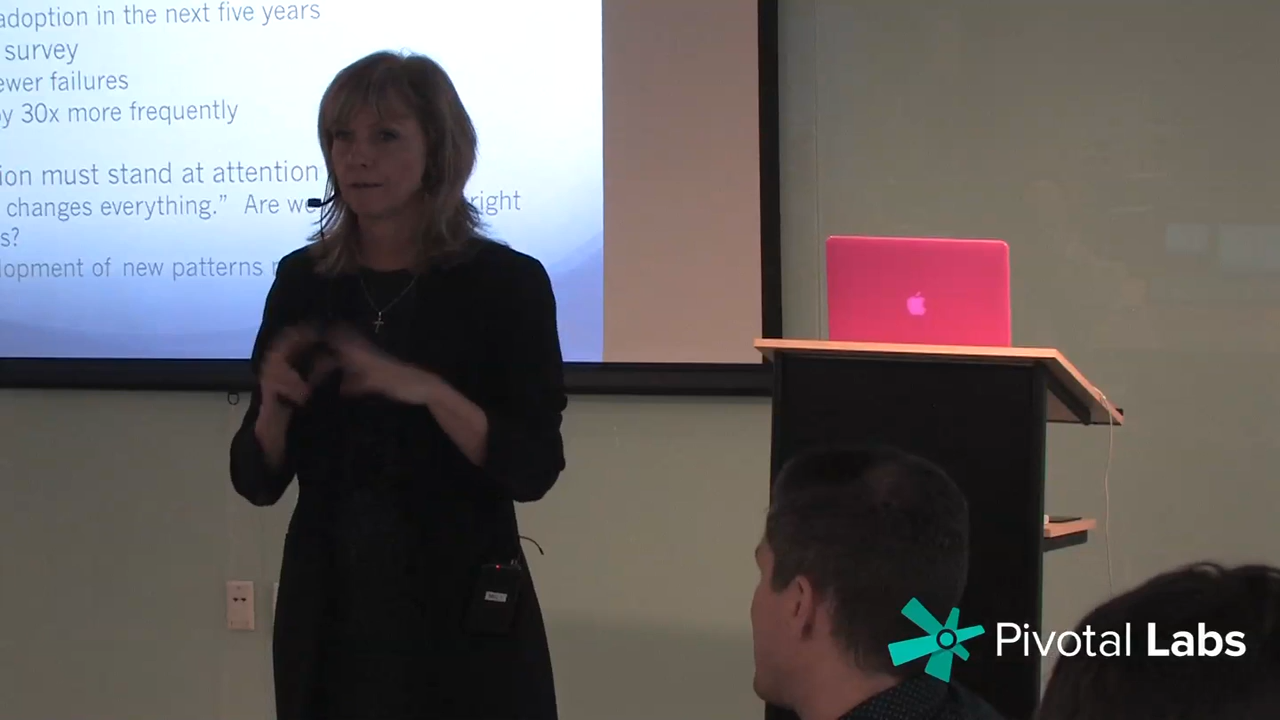 adoption in the next five years
survey
ewer failures
by 30x more frequently
ion must stand at attention
changes everything.” Are we right
s?
lopment of new patterns
Pivotal Labs